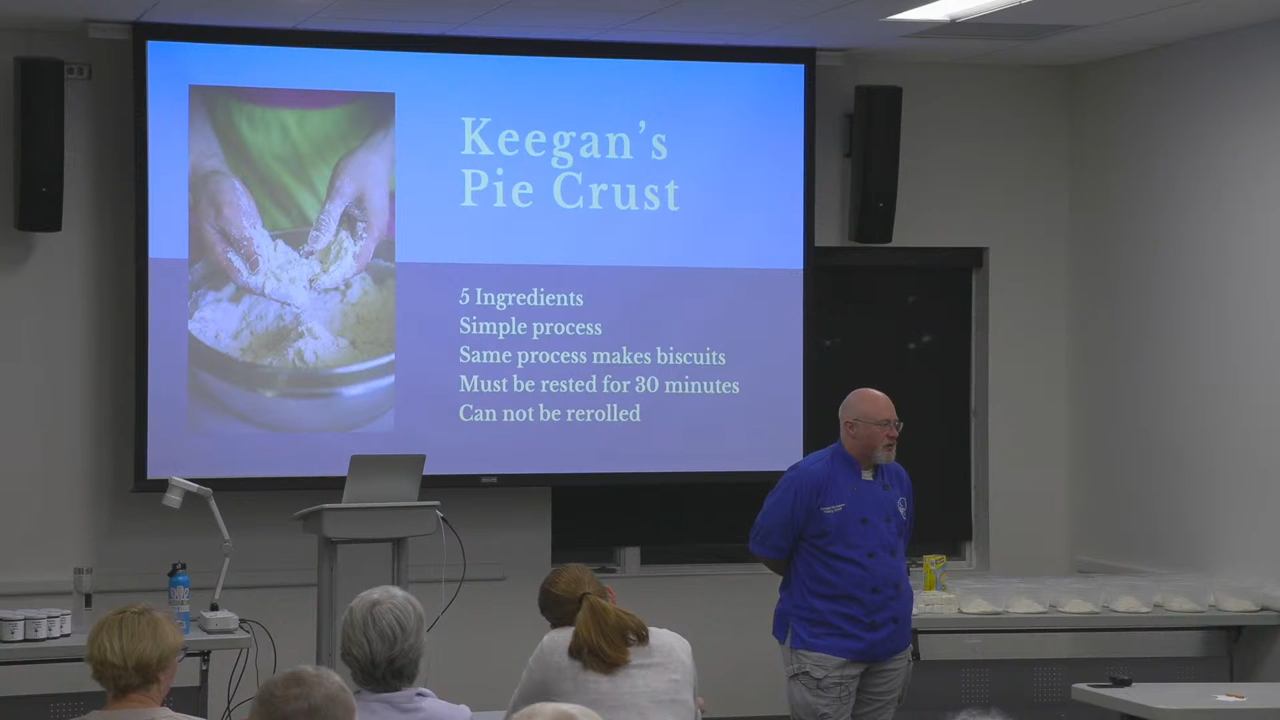 Keegan's
Pie Crust
5 Ingredients
Simple process
Same process makes biscuits
Must be rested for 30 minutes
Can not be rerolled